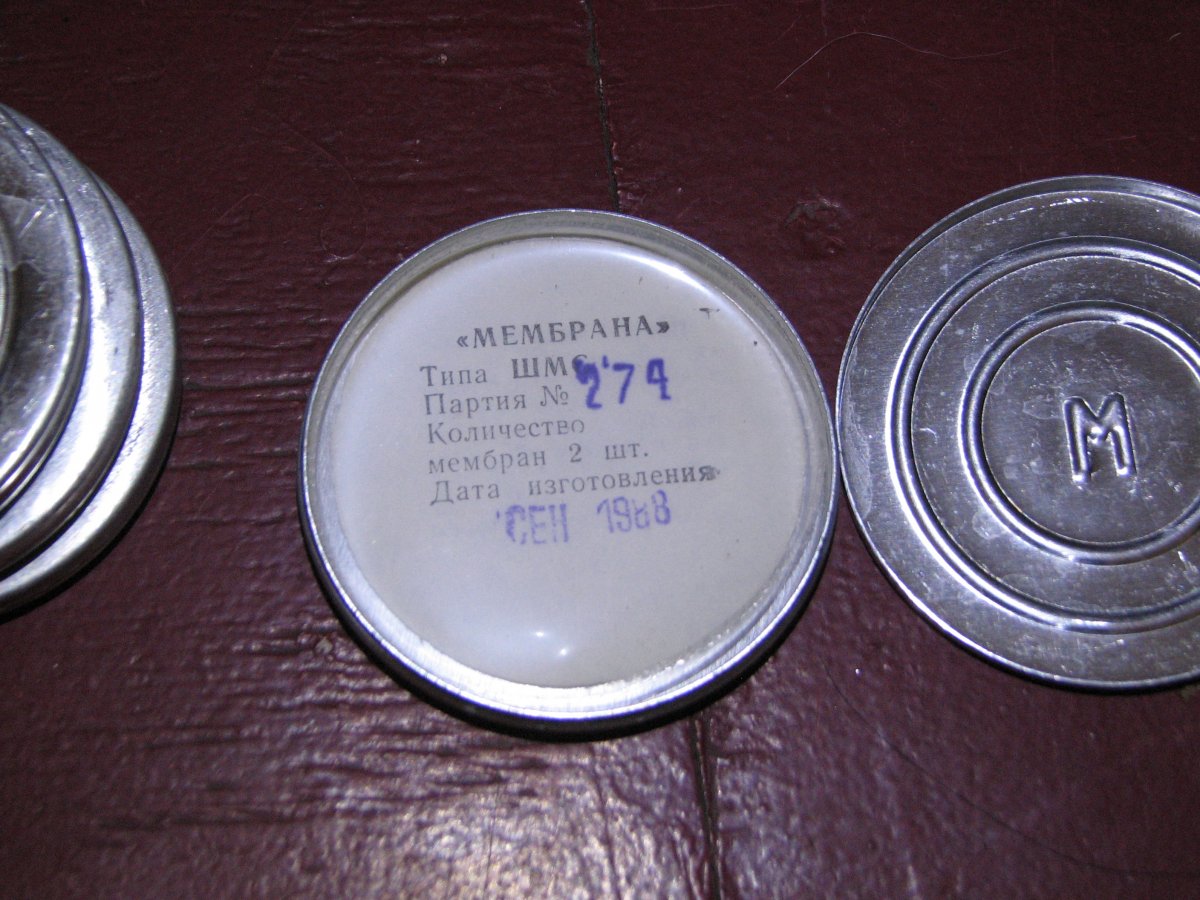 «МЕМБРАНА»
Типа ШМС
Партия № 274
Количество
мембран 2 шт.
Дата изготовления
СЕН 1988
М